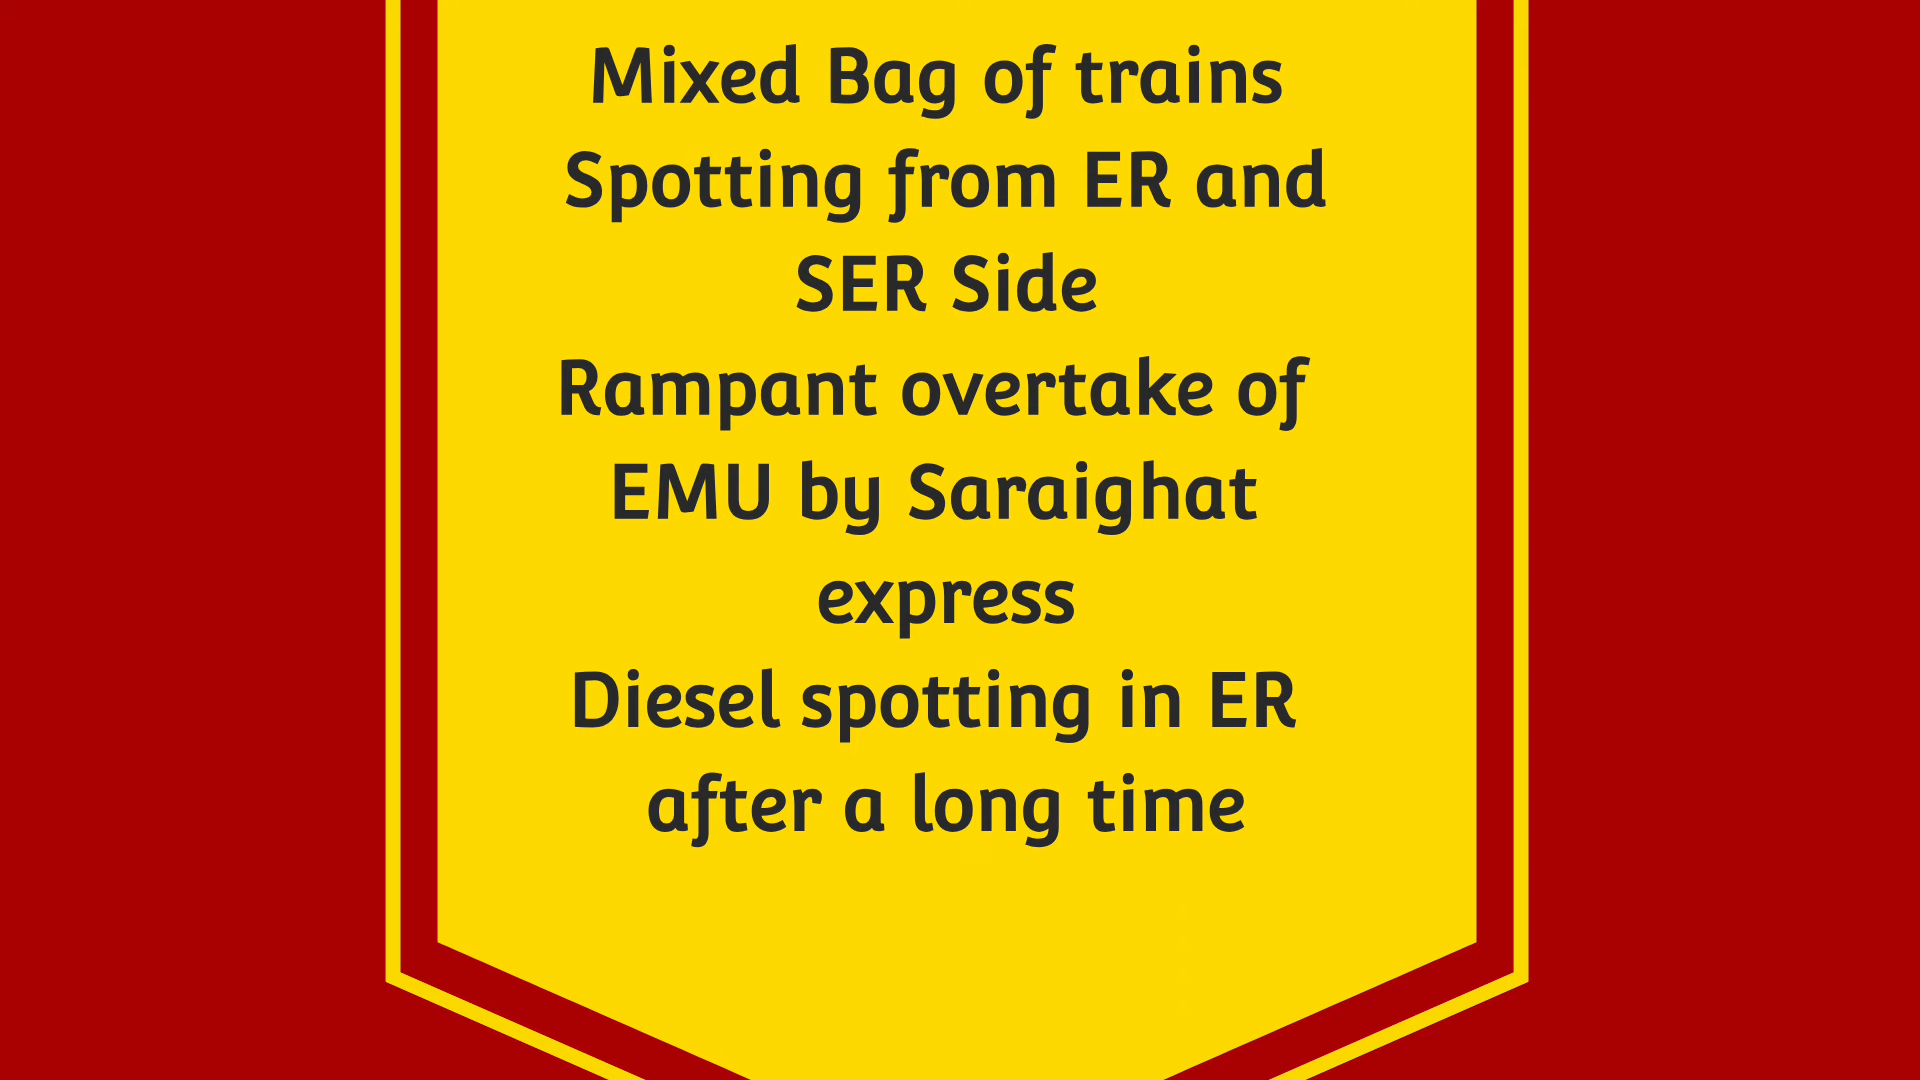 Mixed Bag of trains
Spotting from ER and
SER Side
Rampant overtake of
EMU by Saraighat
express
Diesel spotting in ER
after a long time